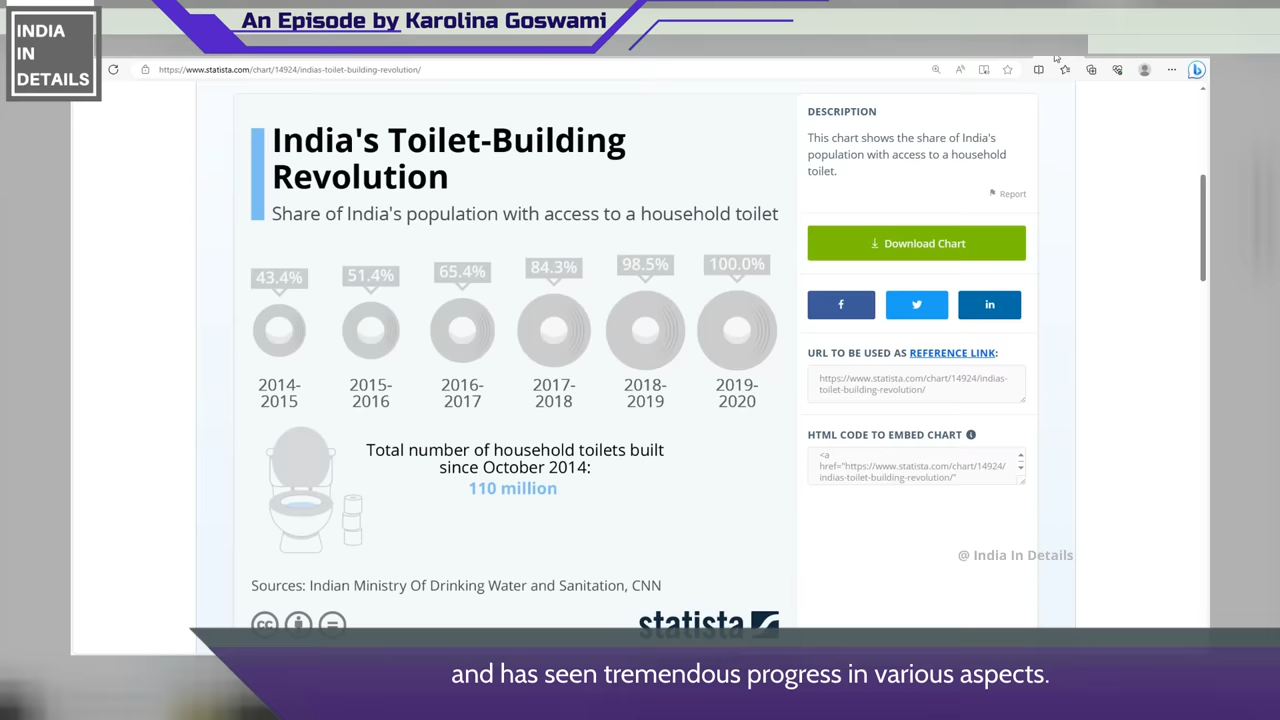 INDIA
IN
DETAILS
An Episode by Karolina Goswami
https://www.statista.com/chart/14924/indias-toilet-building-revolution/
India's Toilet-Building
Revolution
Share of India's population with access to a household toilet
43.4% 51.4% 65.4% 84.3% 98.5% 100.0%
2014- 2015- 2016- 2017- 2018- 2019-
2015 2016 2017 2018 2019 2020
Total number of household toilets built
since October 2014:
110 million
Sources: Indian Ministry Of Drinking Water and Sanitation, CNN
cc
statista
DESCRIPTION
This chart shows the share of India's
population with access to a household
toilet.
Report
Download Chart
URL TO BE USED AS REFERENCE LINK:
https://www.statista.com/chart/14924/indias-
toilet-building-revolution/
HTML CODE TO EMBED CHART
<a
href="https://www.statista.com/chart/14924/
indias-toilet-building-revolution/"
@ India In Details
and has seen tremendous progress in various aspects.